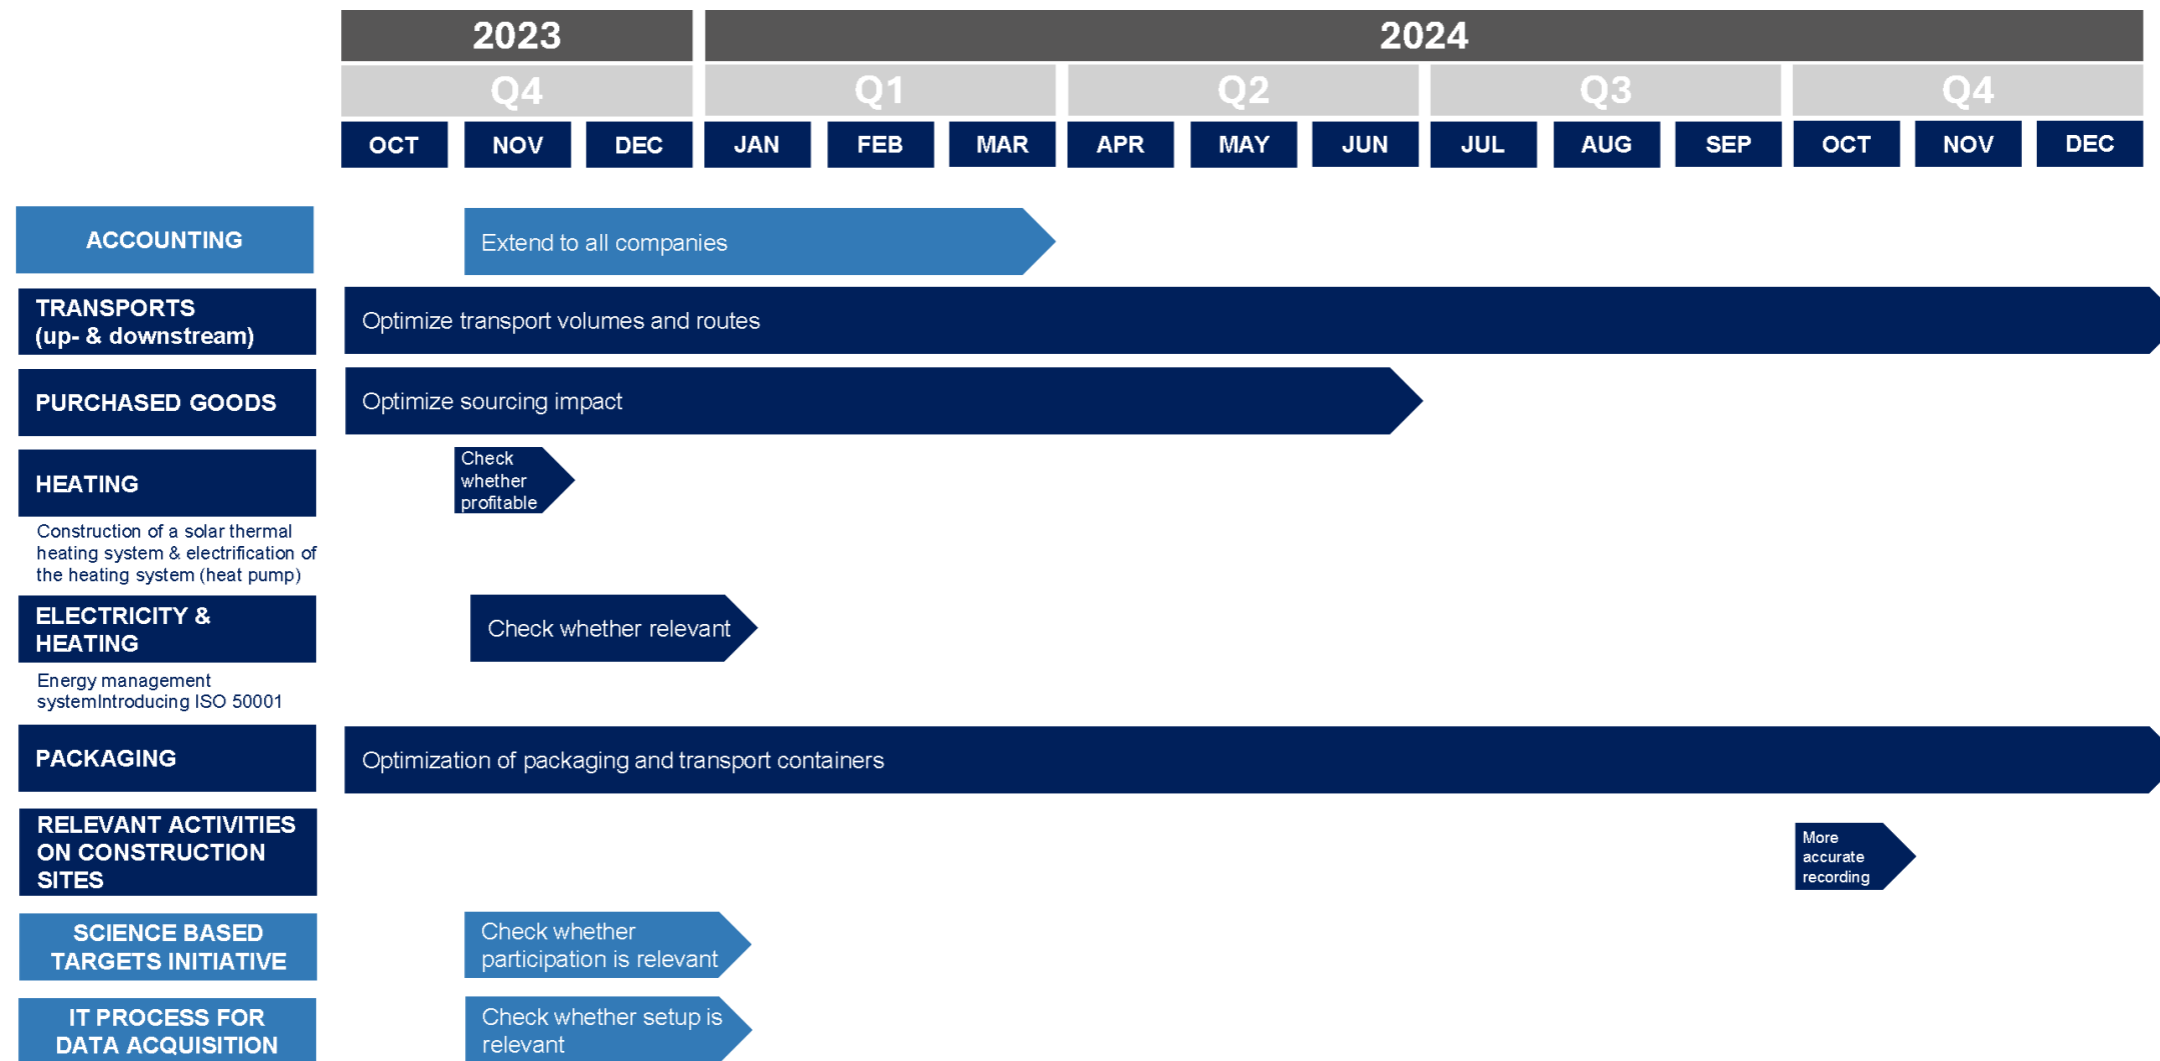 2023 2024
Q4 Q1 Q2 Q3 Q4
OCT NOV DEC JAN FEB MAR APR MAY JUN JUL AUG SEP OCT NOV DEC
ACCOUNTING
Extend to all companies
TRANSPORTS
(up- & downstream)
Optimize transport volumes and routes
PURCHASED GOODS
Optimize sourcing impact
HEATING
Check
whether
profitable
Construction of a solar thermal
heating system & electrification of
the heating system (heat pump)
ELECTRICITY &
HEATING
Check whether relevant
Energy management
systemIntroducing ISO 50001
PACKAGING
Optimization of packaging and transport containers
RELEVANT ACTIVITIES
ON CONSTRUCTION
SITES
More
accurate
recording
SCIENCE BASED
TARGETS INITIATIVE
Check whether
participation is relevant
IT PROCESS FOR
DATA ACQUISITION
Check whether setup is
relevant